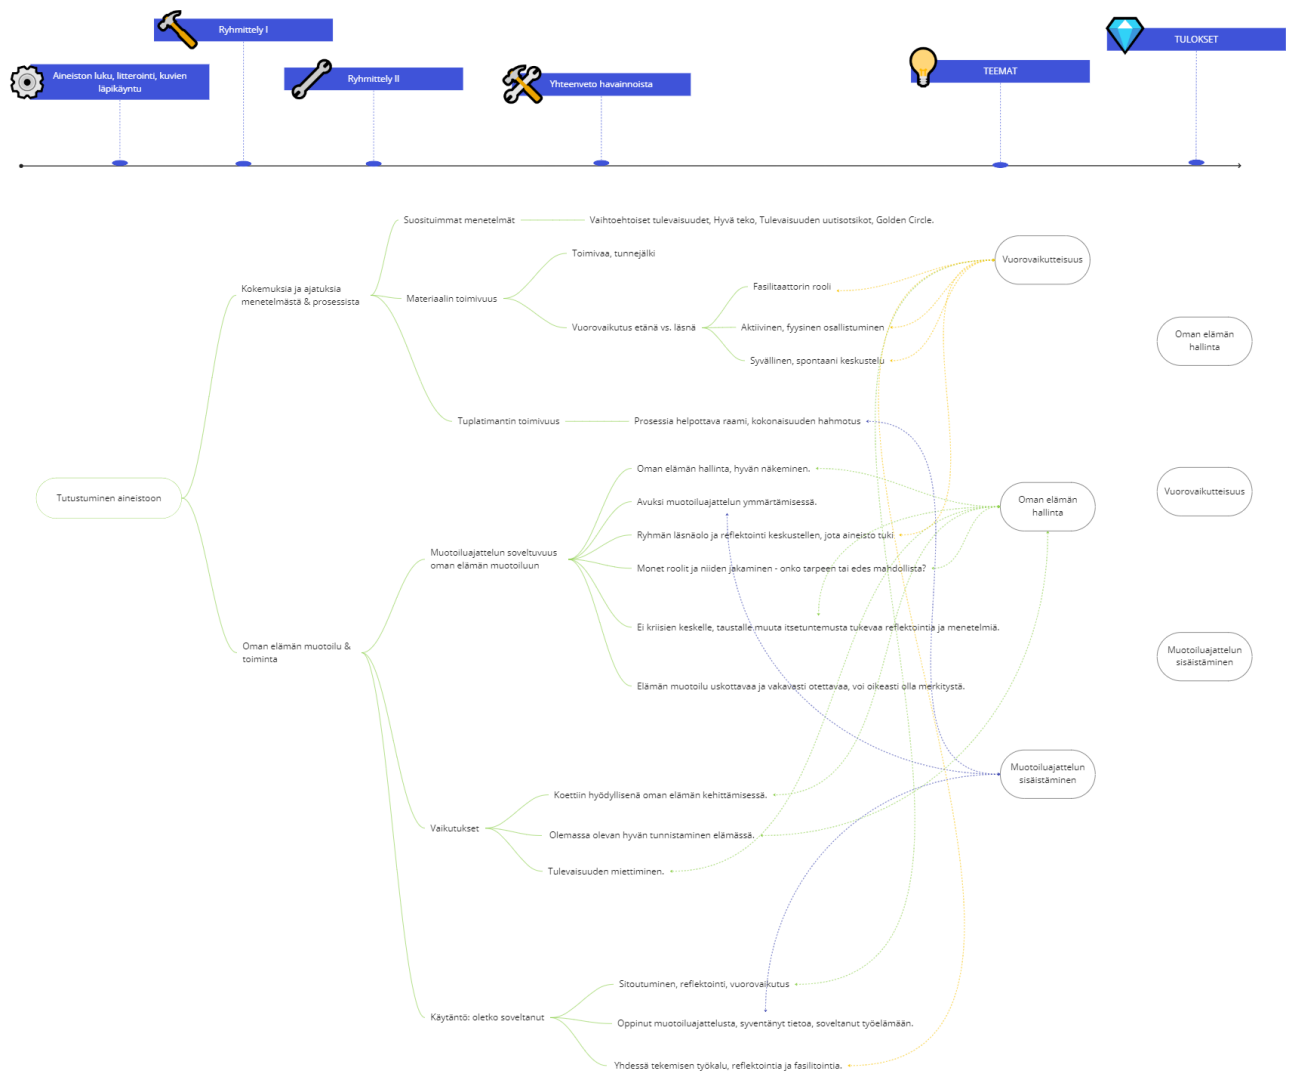 Ryhmittely I
TULOKSET
Aineiston luku, litterointi, kuvien
läpikäyntu
Ryhmittely II
Yhteenveto havainnoista
TEEMAT
Suosituimmat menetelmät
Vaihtoehtoiset tulevaisuudet, Hyvä teko, Tulevaisuuden uutisotsikot, Golden Circle.
Toimivaa, tunnejälki
Vuorovaikutteisuus
Kokemuksia ja ajatuksia
menetelmästä & prosessista
Materiaalin toimivuus
Fasilitaattorin rooli
Vuorovaikutus etänä vs. läsnä
Aktiivinen, fyysinen osallistuminen
Oman elämän
hallinta
Syvällinen, spontaani keskustelu
Tuplatimantin toimivuus
Prosessia helpottava raami, kokonaisuuden hahmotus
Oman elämän hallinta, hyvän näkeminen.
Vuorovaikutteisuus
Tutustuminen aineistoon
Avuksi muotoiluajattelun ymmärtämisessä.
Oman elämän
hallinta
Ryhmän läsnäolo ja reflektointi keskustellen, jota aineisto tuki
Muotoiluajattelun soveltuvuus
oman elämän muotoiluun
Monet roolit ja niiden jakaminen - onko tarpeen tai edes mahdollista?
Ei kriisien keskelle, taustalle muuta itsetuntemusta tukevaa reflektointia ja menetelmiä.
Oman elämän muotoilu &
toiminta
Muotoiluajattelun
sisäistäminen
Elämän muotoilu uskottavaa ja vakavasti otettavaa, voi oikeasti olla merkitystä.
Muotoiluajattelun
sisäistäminen
Koettiin hyödyllisenä oman elämän kehittämisessä.
Vaikutukset
Olemassa olevan hyvän tunnistaminen elämässä.
Tulevaisuuden miettiminen.
Sitoutuminen, reflektointi, vuorovaikutus
Käytäntö: oletko soveltanut
Oppinut muotoiluajattelusta, syventänyt tietoa, soveltanut työelämään.
Yhdessä tekemisen työkalu, reflektointia ja fasilitointia.